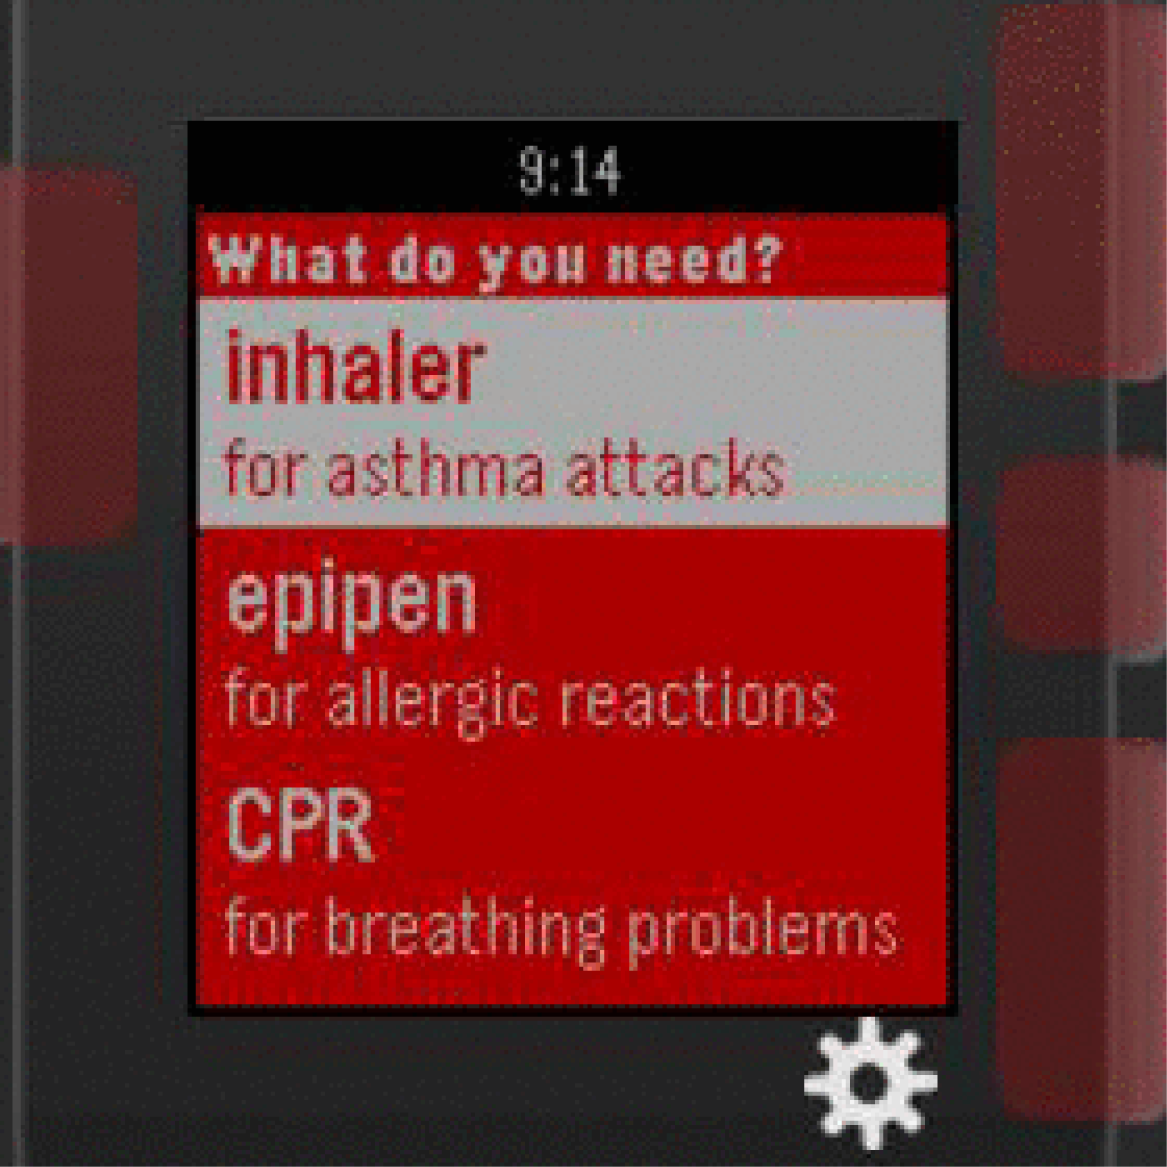 9:14
What do you need?
inhaler
for asthma attacks
epipen
for allergic reactions
CPR
for breathing problems